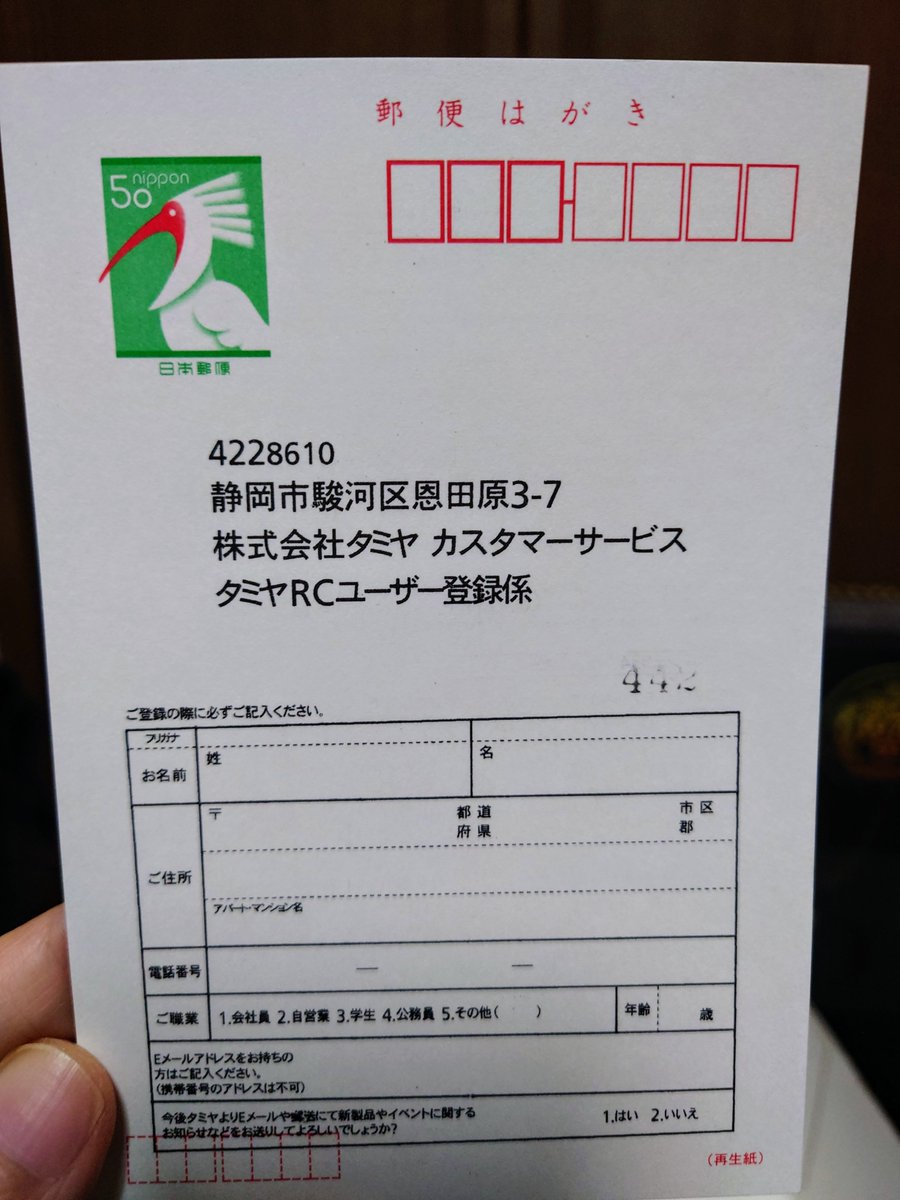 郵便はがき
50 nippon
日本郵便
4228610
静岡市駿河区恩田原3-7
株式会社タミヤ カスタマーサービス
タミヤRCユーザー登録係
442
ご登録の際に必ずご記入ください。
フリガナ
お名前 姓 名
〒 都道 市区
府県 郡
ご住所
アパート・マンション名
電話番号 — —
ご職業 1.会社員 2.自営業 3.学生 4.公務員 5.その他( ) 年齢 歳
Eメールアドレスをお持ちの
方はご記入ください。
(携帯番号のアドレスは不可)
今後タミヤよりEメールや郵送にて新製品やイベントに関する
お知らせなどをお送りしてよろしいでしょうか? 1.はい 2.いいえ
(再生紙)